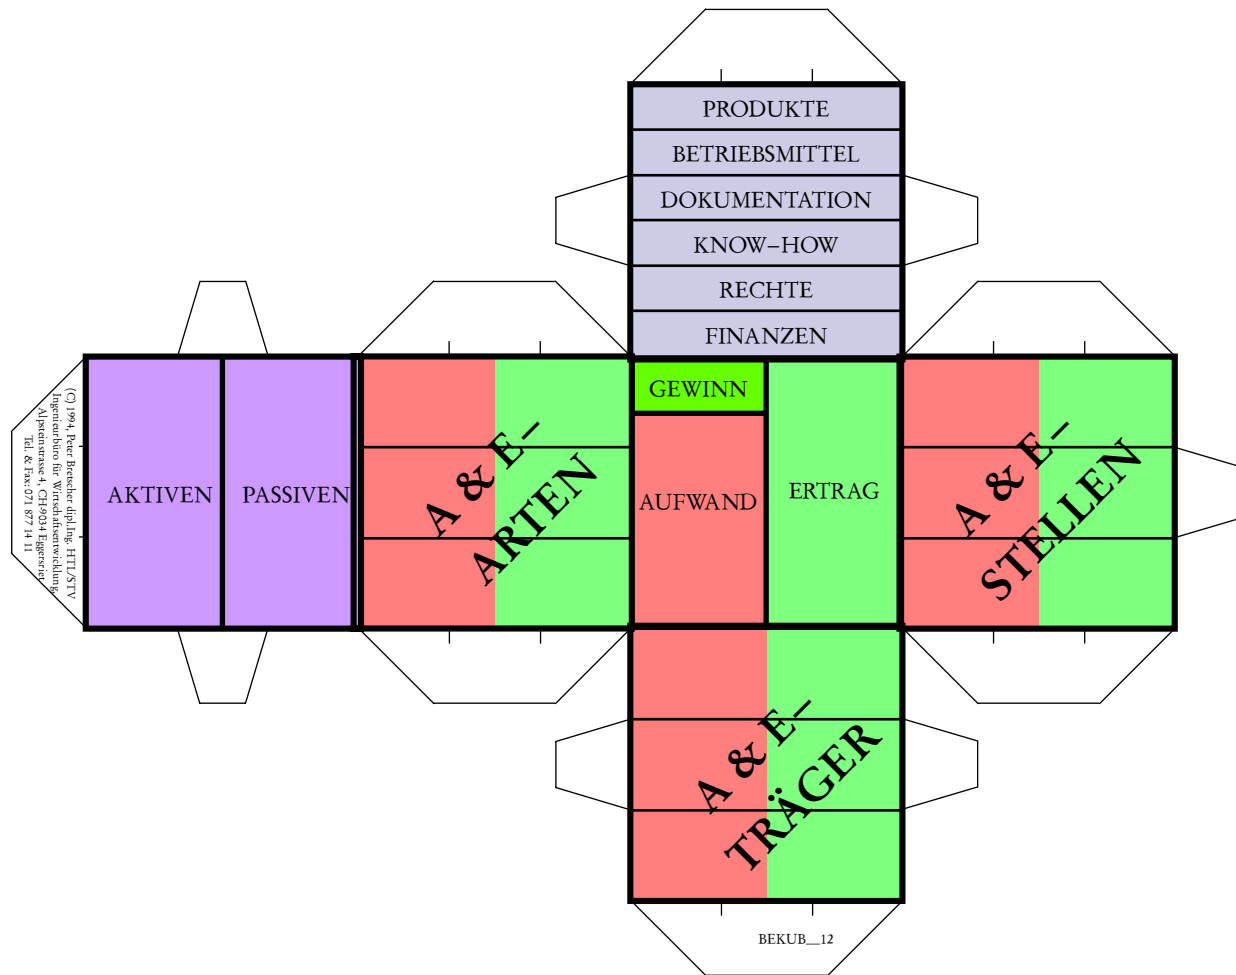 PRODUKTE
BETRIEBSMITTEL
DOKUMENTATION
KNOW–HOW
RECHTE
FINANZEN
(C) 1994, Peter Bretscher dipl.Ing. HTL/STV
Ingenieurbüro für Wirtschaftsentwicklung,
Alpsteinstrasse 4, CH-9034 Eggersriet
Tel. & Fax: 071 877 14 11
AKTIVEN
PASSIVEN
A & E–
ARTEN
GEWINN
AUFWAND
ERTRAG
A & E–
STELLEN
A & E–
TRÄGER
BEKUB__12